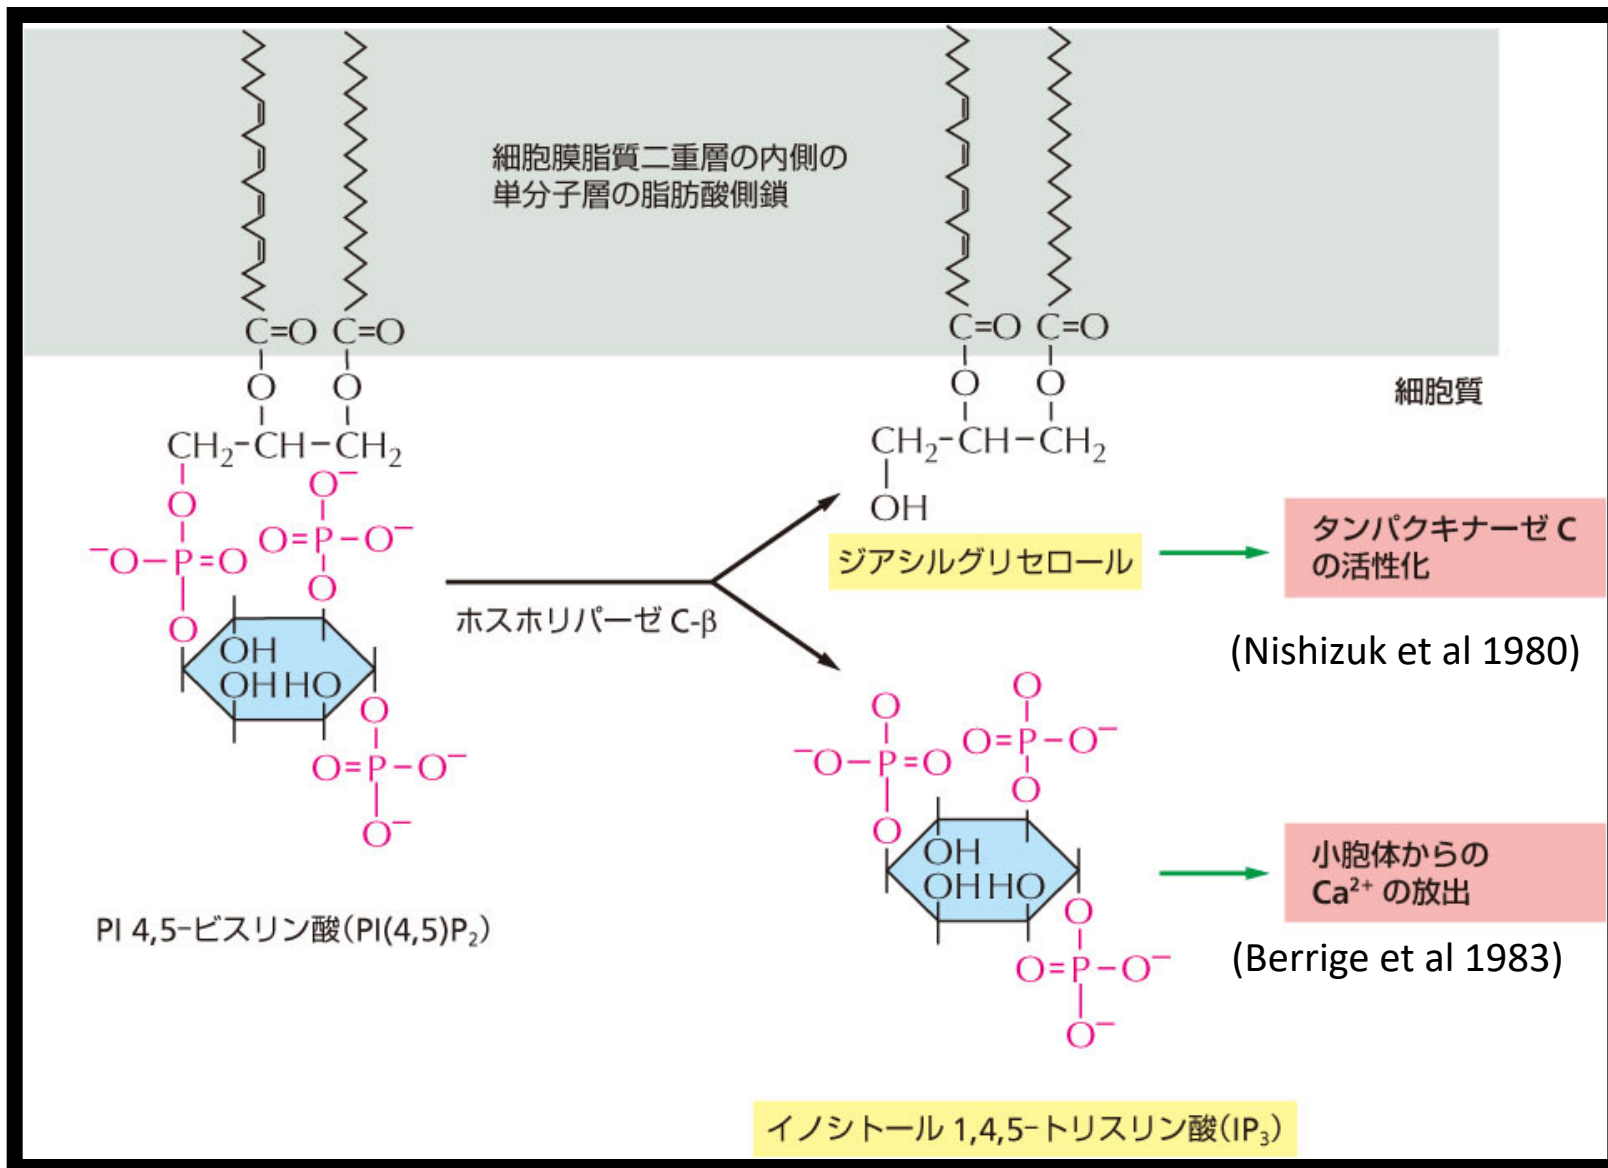 細胞膜脂質二重層の内側の
単分子層の脂肪酸側鎖
C=O C=O
C=O C=O
O O
O O
細胞質
CH₂-CH-CH₂
CH₂-CH-CH₂
OH
O
O⁻
⁻O-P=O
O=P-O⁻
O
O
OH
OH HO
O
O=P-O⁻
O⁻
PI 4,5-ビスリン酸(PI(4,5)P₂)
ホスホリパーゼ C-β
ジアシルグリセロール
タンパクキナーゼ C
の活性化
(Nishizuk et al 1980)
O
O
⁻O-P=O
O=P-O⁻
O
O
OH
OH HO
O
O=P-O⁻
O⁻
小胞体からの
Ca²⁺ の放出
(Berrige et al 1983)
イノシトール 1,4,5-トリスリン酸(IP₃)